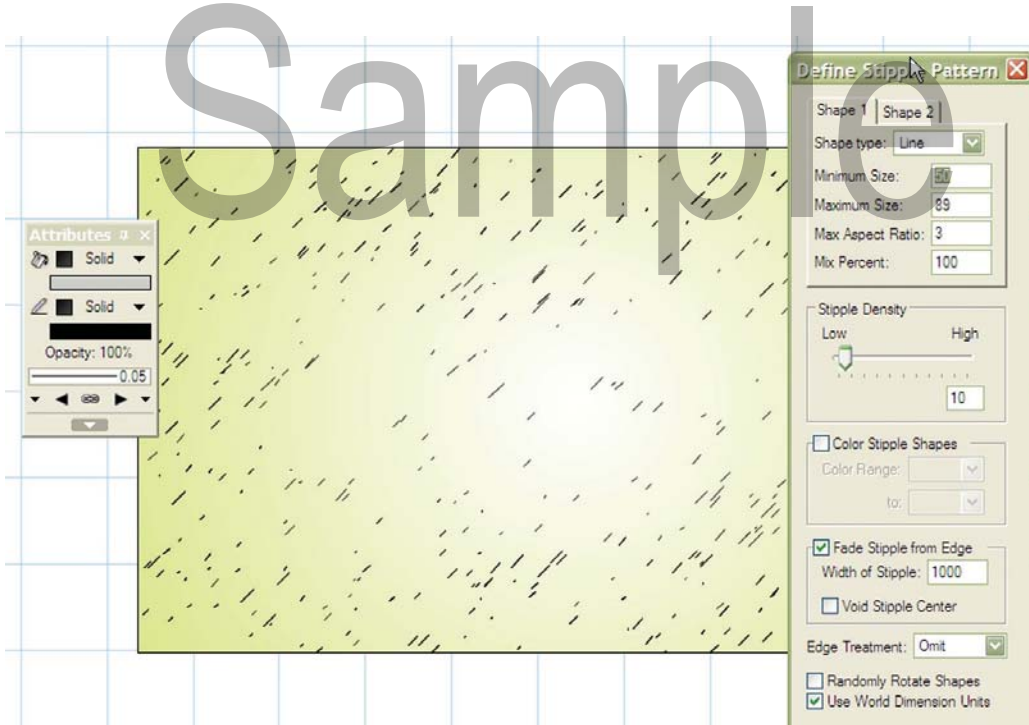 Sample
Define Stipple Pattern
Shape 1 Shape 2
Shape type: Line
Minimum Size: 50
Maximum Size: 89
Max Aspect Ratio: 3
Mix Percent: 100
Stipple Density
Low High
10
Color Stipple Shapes
Color Range:
to:
Fade Stipple from Edge
Width of Stipple: 1000
Void Stipple Center
Edge Treatment: Omit
Randomly Rotate Shapes
Use World Dimension Units
Attributes
Solid
Solid
Opacity: 100%
0.05